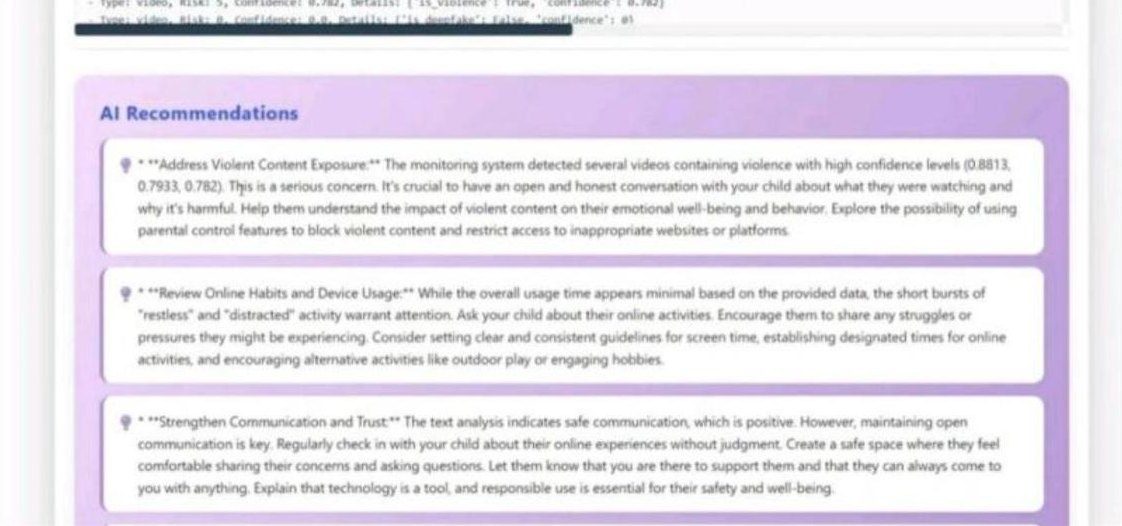 - Type: video, Risk: 5, Confidence: 0.782, Details: {'is_violence': True, 'confidence': 0.782}
- Type: video, Risk: 0, Confidence: 0.0, Details: {'is_deepfake': False, 'confidence': 0}
AI Recommendations
* **Address Violent Content Exposure:** The monitoring system detected several videos containing violence with high confidence levels (0.8813,
0.7933, 0.782). This is a serious concern. It's crucial to have an open and honest conversation with your child about what they were watching and
why it's harmful. Help them understand the impact of violent content on their emotional well-being and behavior. Explore the possibility of using
parental control features to block violent content and restrict access to inappropriate websites or platforms.
* **Review Online Habits and Device Usage:** While the overall usage time appears minimal based on the provided data, the short bursts of
"restless" and "distracted" activity warrant attention. Ask your child about their online activities. Encourage them to share any struggles or
pressures they might be experiencing. Consider setting clear and consistent guidelines for screen time, establishing designated times for online
activities, and encouraging alternative activities like outdoor play or engaging hobbies.
* **Strengthen Communication and Trust:** The text analysis indicates safe communication, which is positive. However, maintaining open
communication is key. Regularly check in with your child about their online experiences without judgment. Create a safe space where they feel
comfortable sharing their concerns and asking questions. Let them know that you are there to support them and that they can always come to
you with anything. Explain that technology is a tool, and responsible use is essential for their safety and well-being.